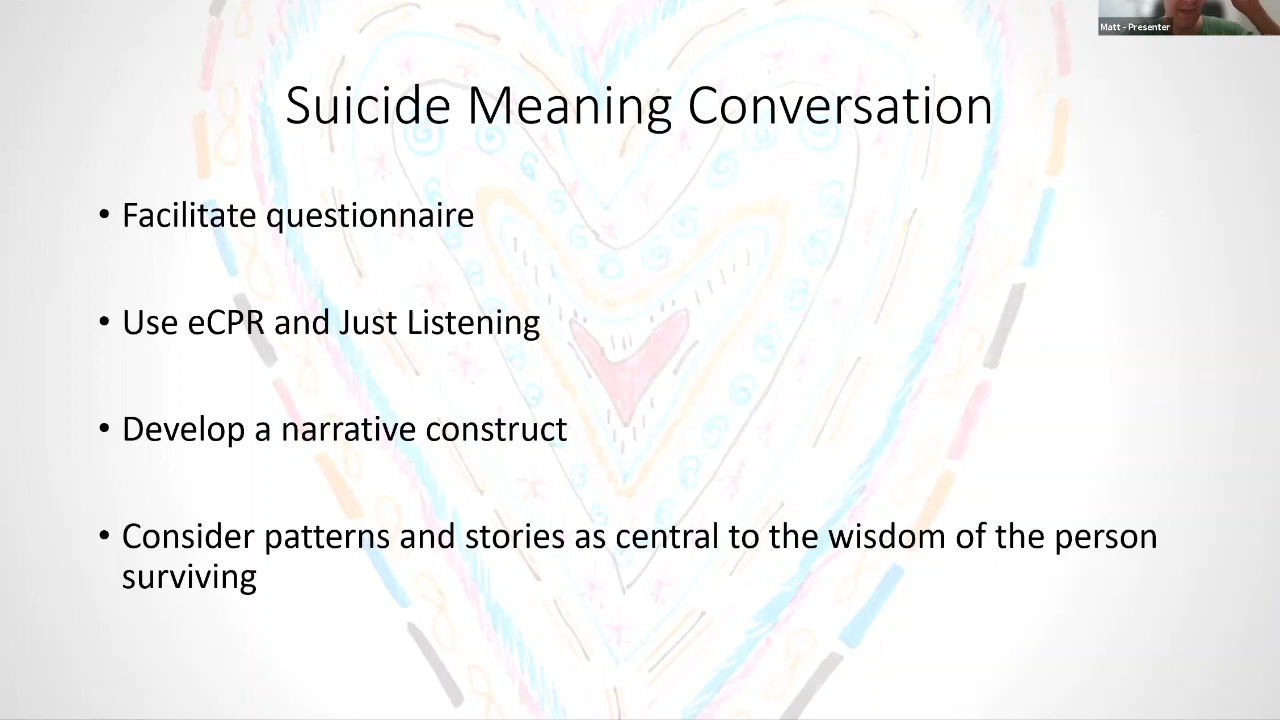 Matt - Presenter
Suicide Meaning Conversation
• Facilitate questionnaire
• Use eCPR and Just Listening
• Develop a narrative construct
• Consider patterns and stories as central to the wisdom of the person
surviving